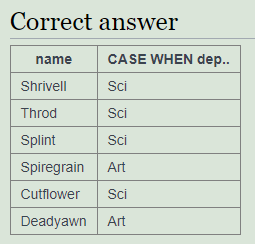 Correct answer
name CASE WHEN dep..
Shrivell Sci
Throd Sci
Splint Sci
Spiregrain Art
Cutflower Sci
Deadyawn Art